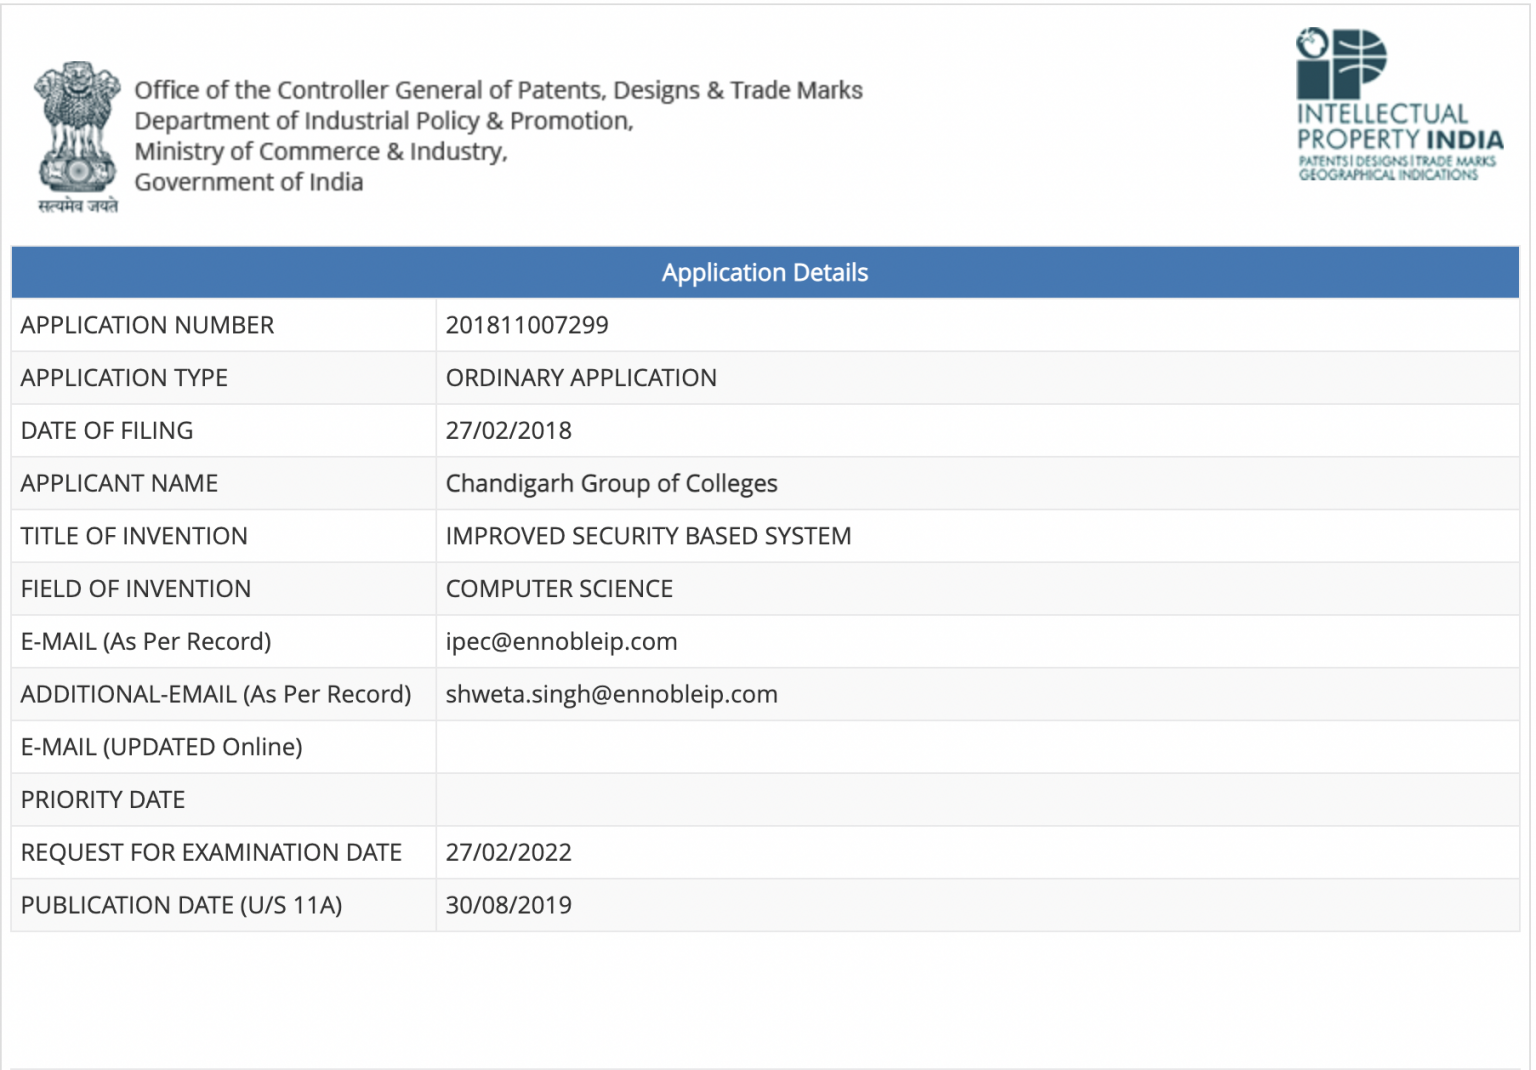 Office of the Controller General of Patents, Designs & Trade Marks
Department of Industrial Policy & Promotion,
Ministry of Commerce & Industry,
Government of India
सत्यमेव जयते
INTELLECTUAL
PROPERTY INDIA
PATENTS | DESIGNS | TRADE MARKS
GEOGRAPHICAL INDICATIONS
Application Details
APPLICATION NUMBER 201811007299
APPLICATION TYPE ORDINARY APPLICATION
DATE OF FILING 27/02/2018
APPLICANT NAME Chandigarh Group of Colleges
TITLE OF INVENTION IMPROVED SECURITY BASED SYSTEM
FIELD OF INVENTION COMPUTER SCIENCE
E-MAIL (As Per Record) ipec@ennobleip.com
ADDITIONAL-EMAIL (As Per Record) shweta.singh@ennobleip.com
E-MAIL (UPDATED Online)
PRIORITY DATE
REQUEST FOR EXAMINATION DATE 27/02/2022
PUBLICATION DATE (U/S 11A) 30/08/2019